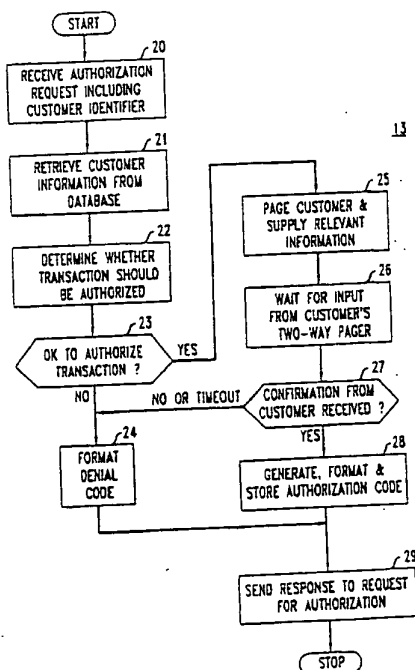 START
20
RECEIVE AUTHORIZATION
REQUEST INCLUDING
CUSTOMER IDENTIFIER
21
RETRIEVE CUSTOMER
INFORMATION FROM
DATABASE
22
DETERMINE WHETHER
TRANSACTION SHOULD
BE AUTHORIZED
23
OK TO AUTHORIZE
TRANSACTION ?
YES
NO
24
FORMAT
DENIAL
CODE
13
25
PAGE CUSTOMER &
SUPPLY RELEVANT
INFORMATION
26
WAIT FOR INPUT
FROM CUSTOMER'S
TWO-WAY PAGER
27
CONFIRMATION FROM
CUSTOMER RECEIVED ?
NO OR TIMEOUT
YES
28
GENERATE, FORMAT &
STORE AUTHORIZATION CODE
29
SEND RESPONSE TO REQUEST
FOR AUTHORIZATION
STOP